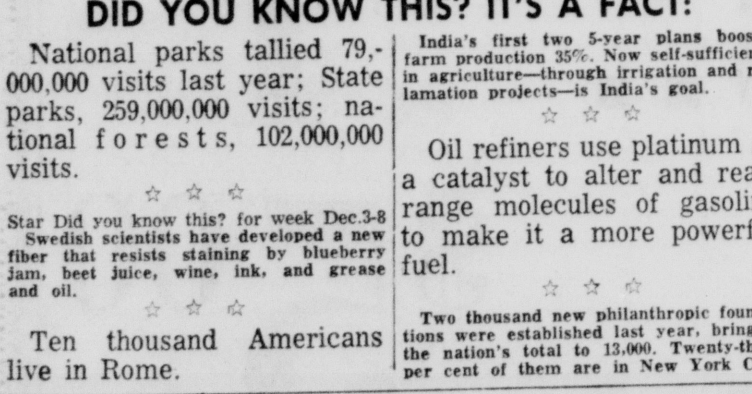 DID YOU KNOW THIS? IT'S A FACT!
National parks tallied 79,-
000,000 visits last year; State
parks, 259,000,000 visits; na-
tional forests, 102,000,000
visits.
Star Did you know this? for week Dec.3-8
Swedish scientists have developed a new
fiber that resists staining by blueberry
jam, beet juice, wine, ink, and grease
and oil.
Ten thousand Americans
live in Rome.
India's first two 5-year plans
farm production 35%. Now
in agriculture—through irrigation and
lamation projects—is India's goal.
Oil refiners use platinum
a catalyst to alter and
range molecules of
to make it a more
fuel.
Two thousand new philanthropic
tions were established last year,
the nation's total to 13,000.
per cent of them are in New York